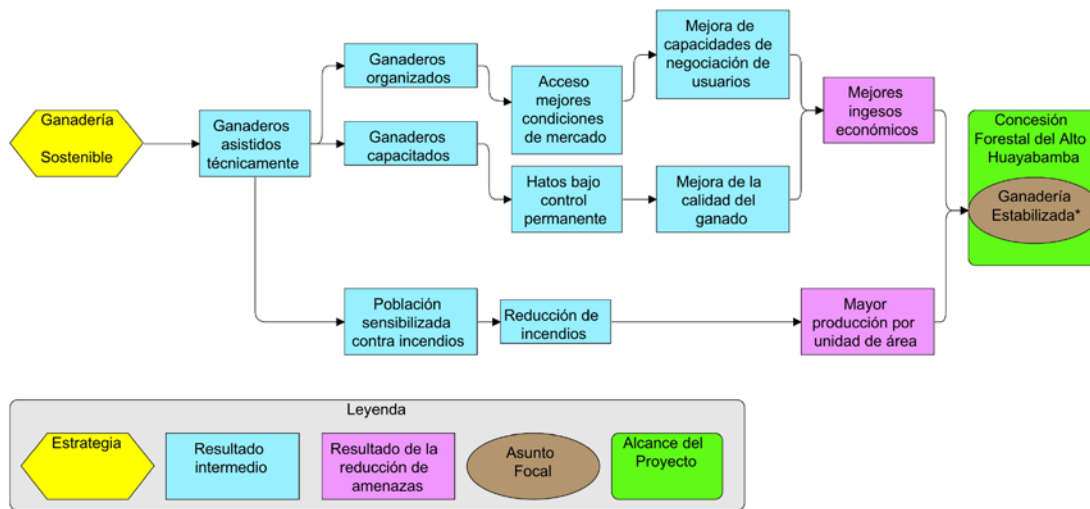 Ganadería
Sostenible
Ganaderos
asistidos
técnicamente
Ganaderos
organizados
Ganaderos
capacitados
Acceso
mejores
condiciones
de mercado
Hatos bajo
control
permanente
Mejora de
capacidades de
negociación de
usuarios
Mejora de la
calidad del
ganado
Mejores
ingresos
económicos
Concesión
Forestal del Alto
Huayabamba
Ganadería
Estabilizada*
Población
sensibilizada
contra incendios
Reducción de
incendios
Mayor
producción por
unidad de área
Leyenda
Estrategia
Resultado
intermedio
Resultado de la
reducción de
amenazas
Asunto
Focal
Alcance del
Proyecto